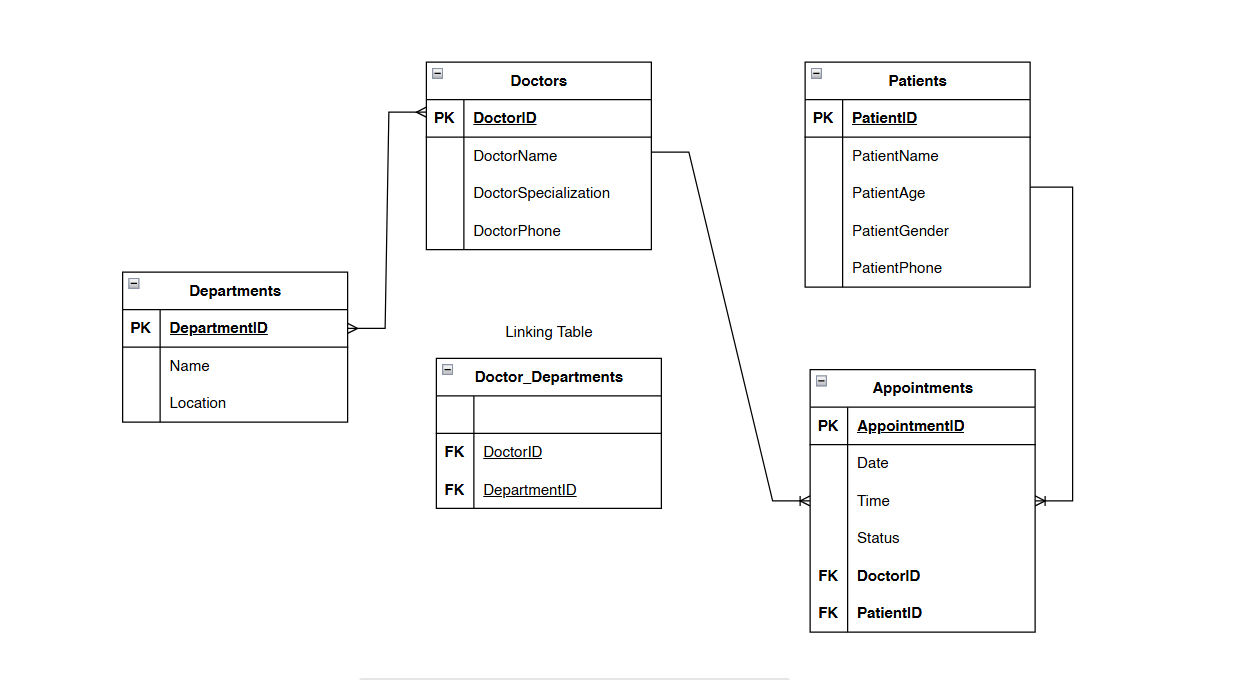 Doctors
PK DoctorID
DoctorName
DoctorSpecialization
DoctorPhone
Patients
PK PatientID
PatientName
PatientAge
PatientGender
PatientPhone
Departments
PK DepartmentID
Name
Location
Linking Table
Doctor_Departments
FK DoctorID
FK DepartmentID
Appointments
PK AppointmentID
Date
Time
Status
FK DoctorID
FK PatientID